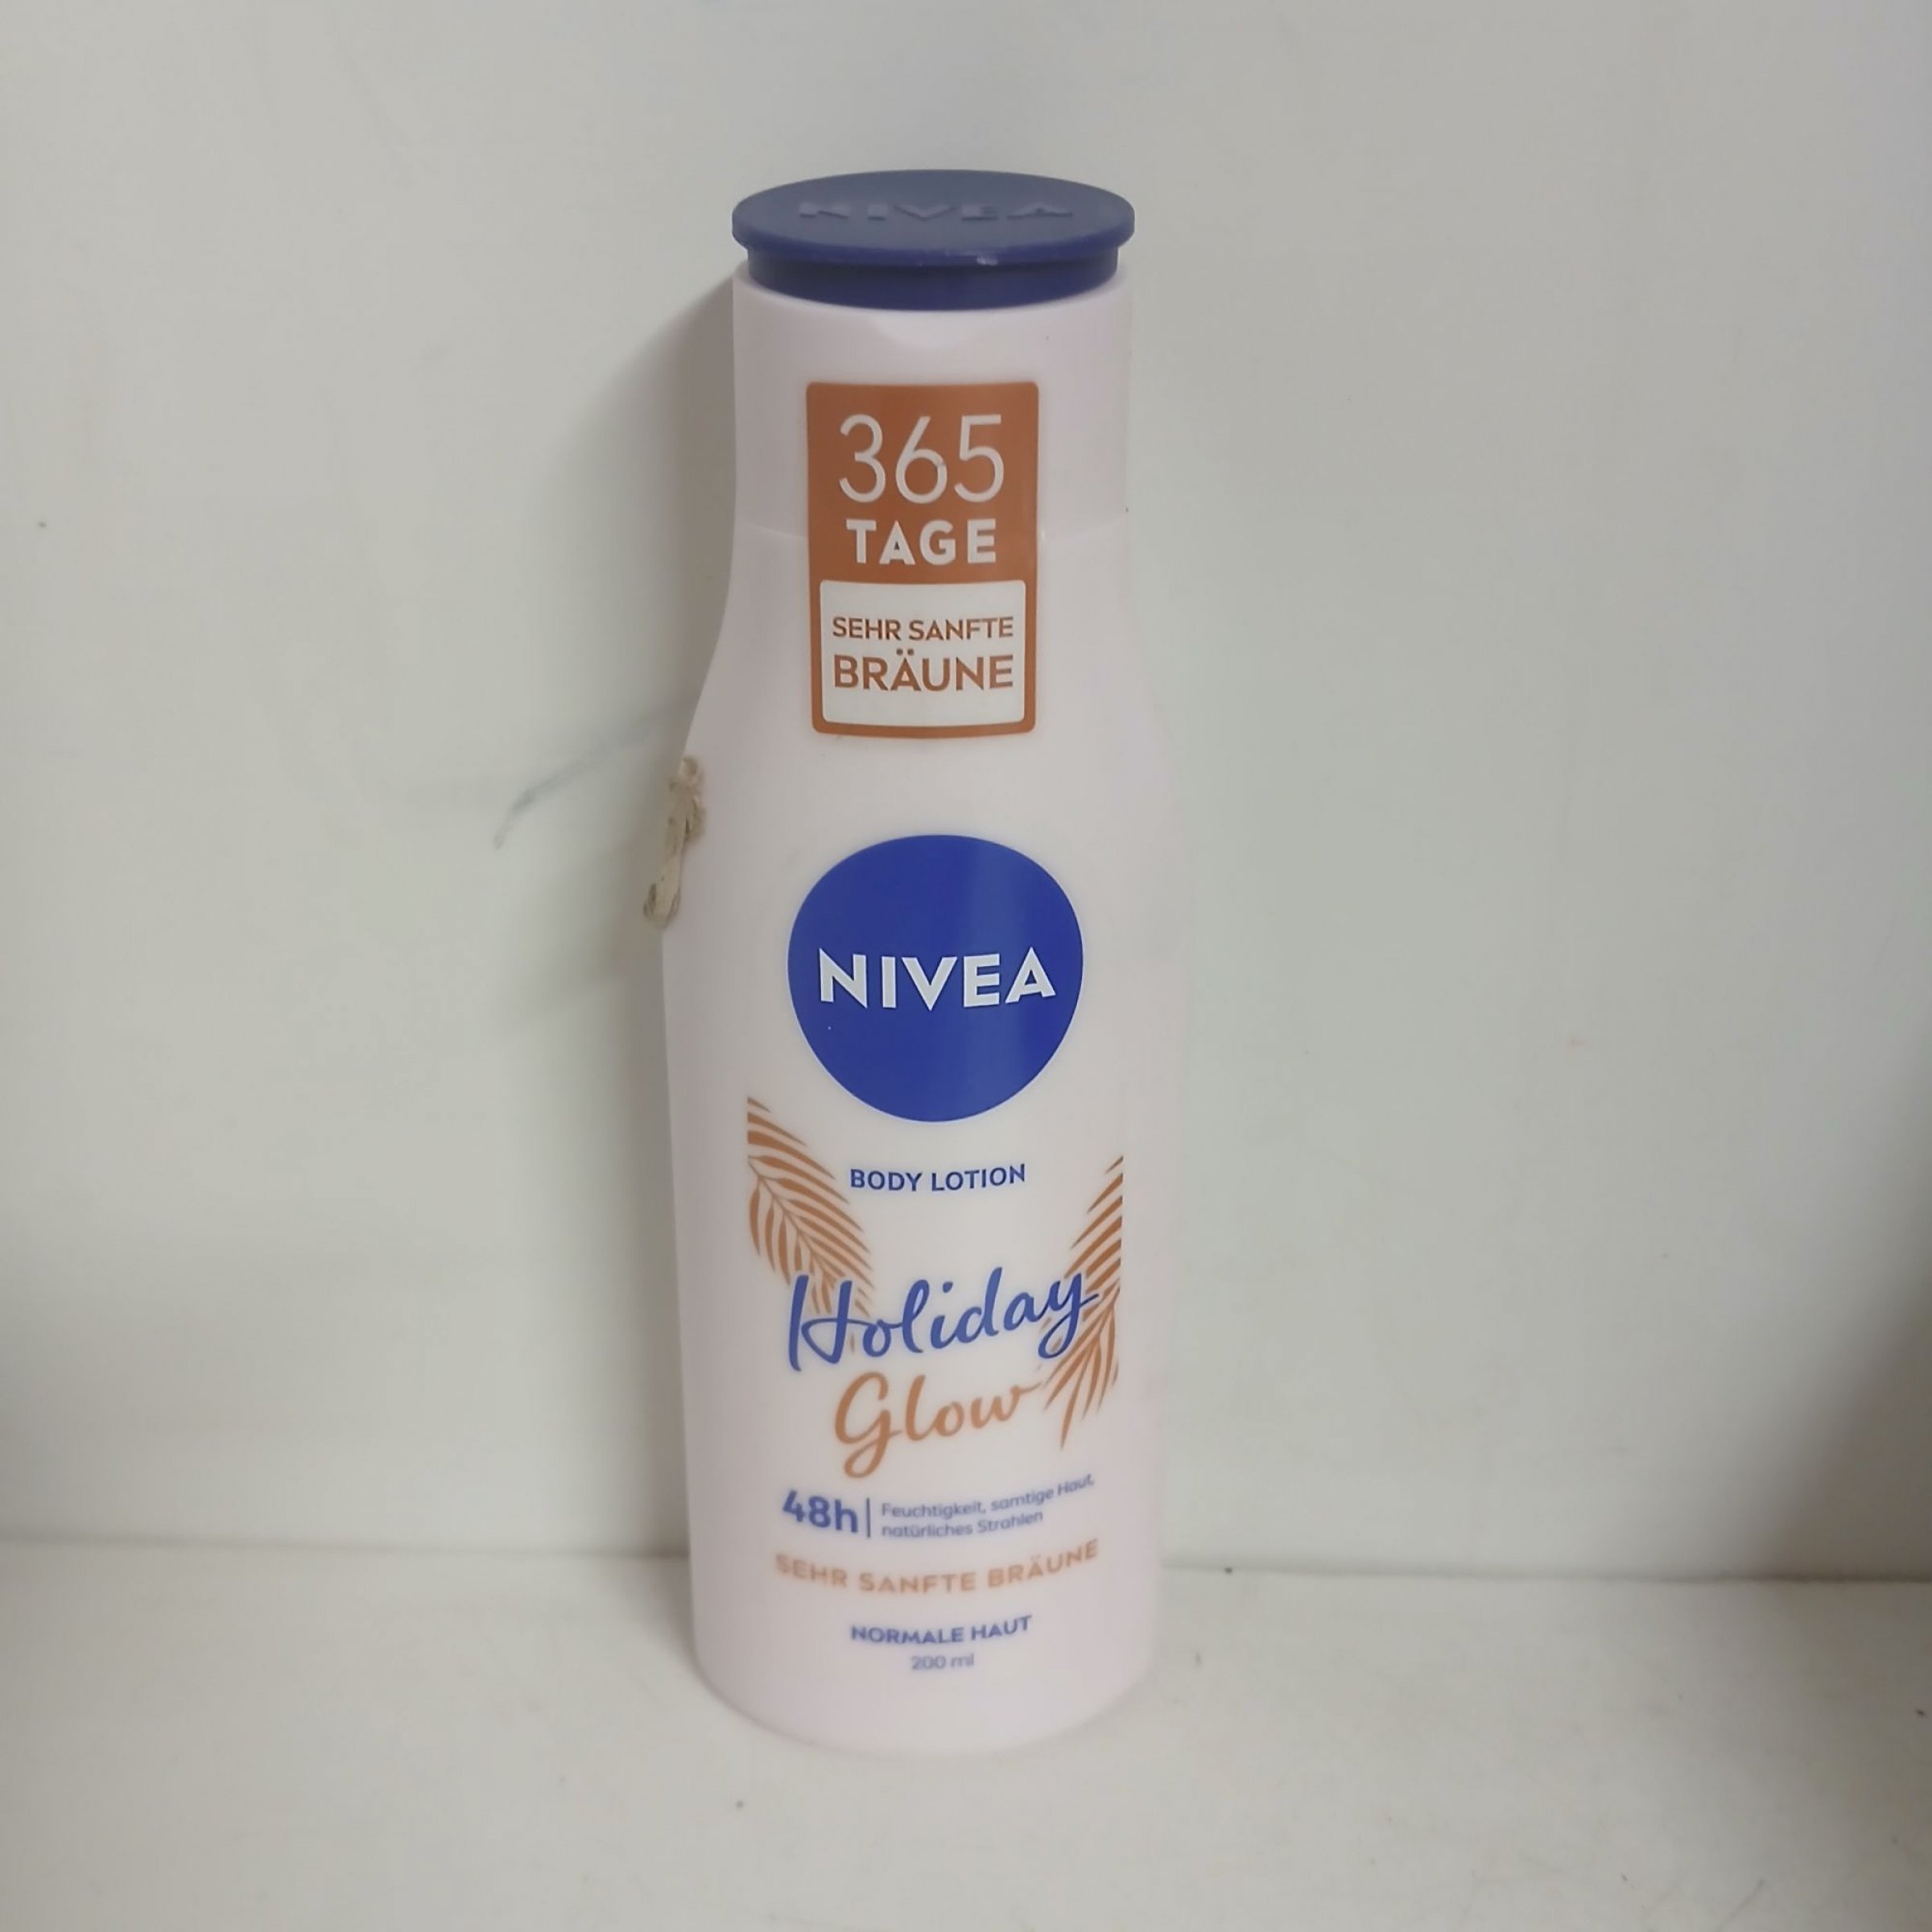 NIVEA
365
TAGE
SEHR SANFTE
BRÄUNE
NIVEA
BODY LOTION
Holiday
Glow
48h
Feuchtigkeit, samtige Haut,
natürliches Strahlen
SEHR SANFTE BRÄUNE
NORMALE HAUT
200 ml